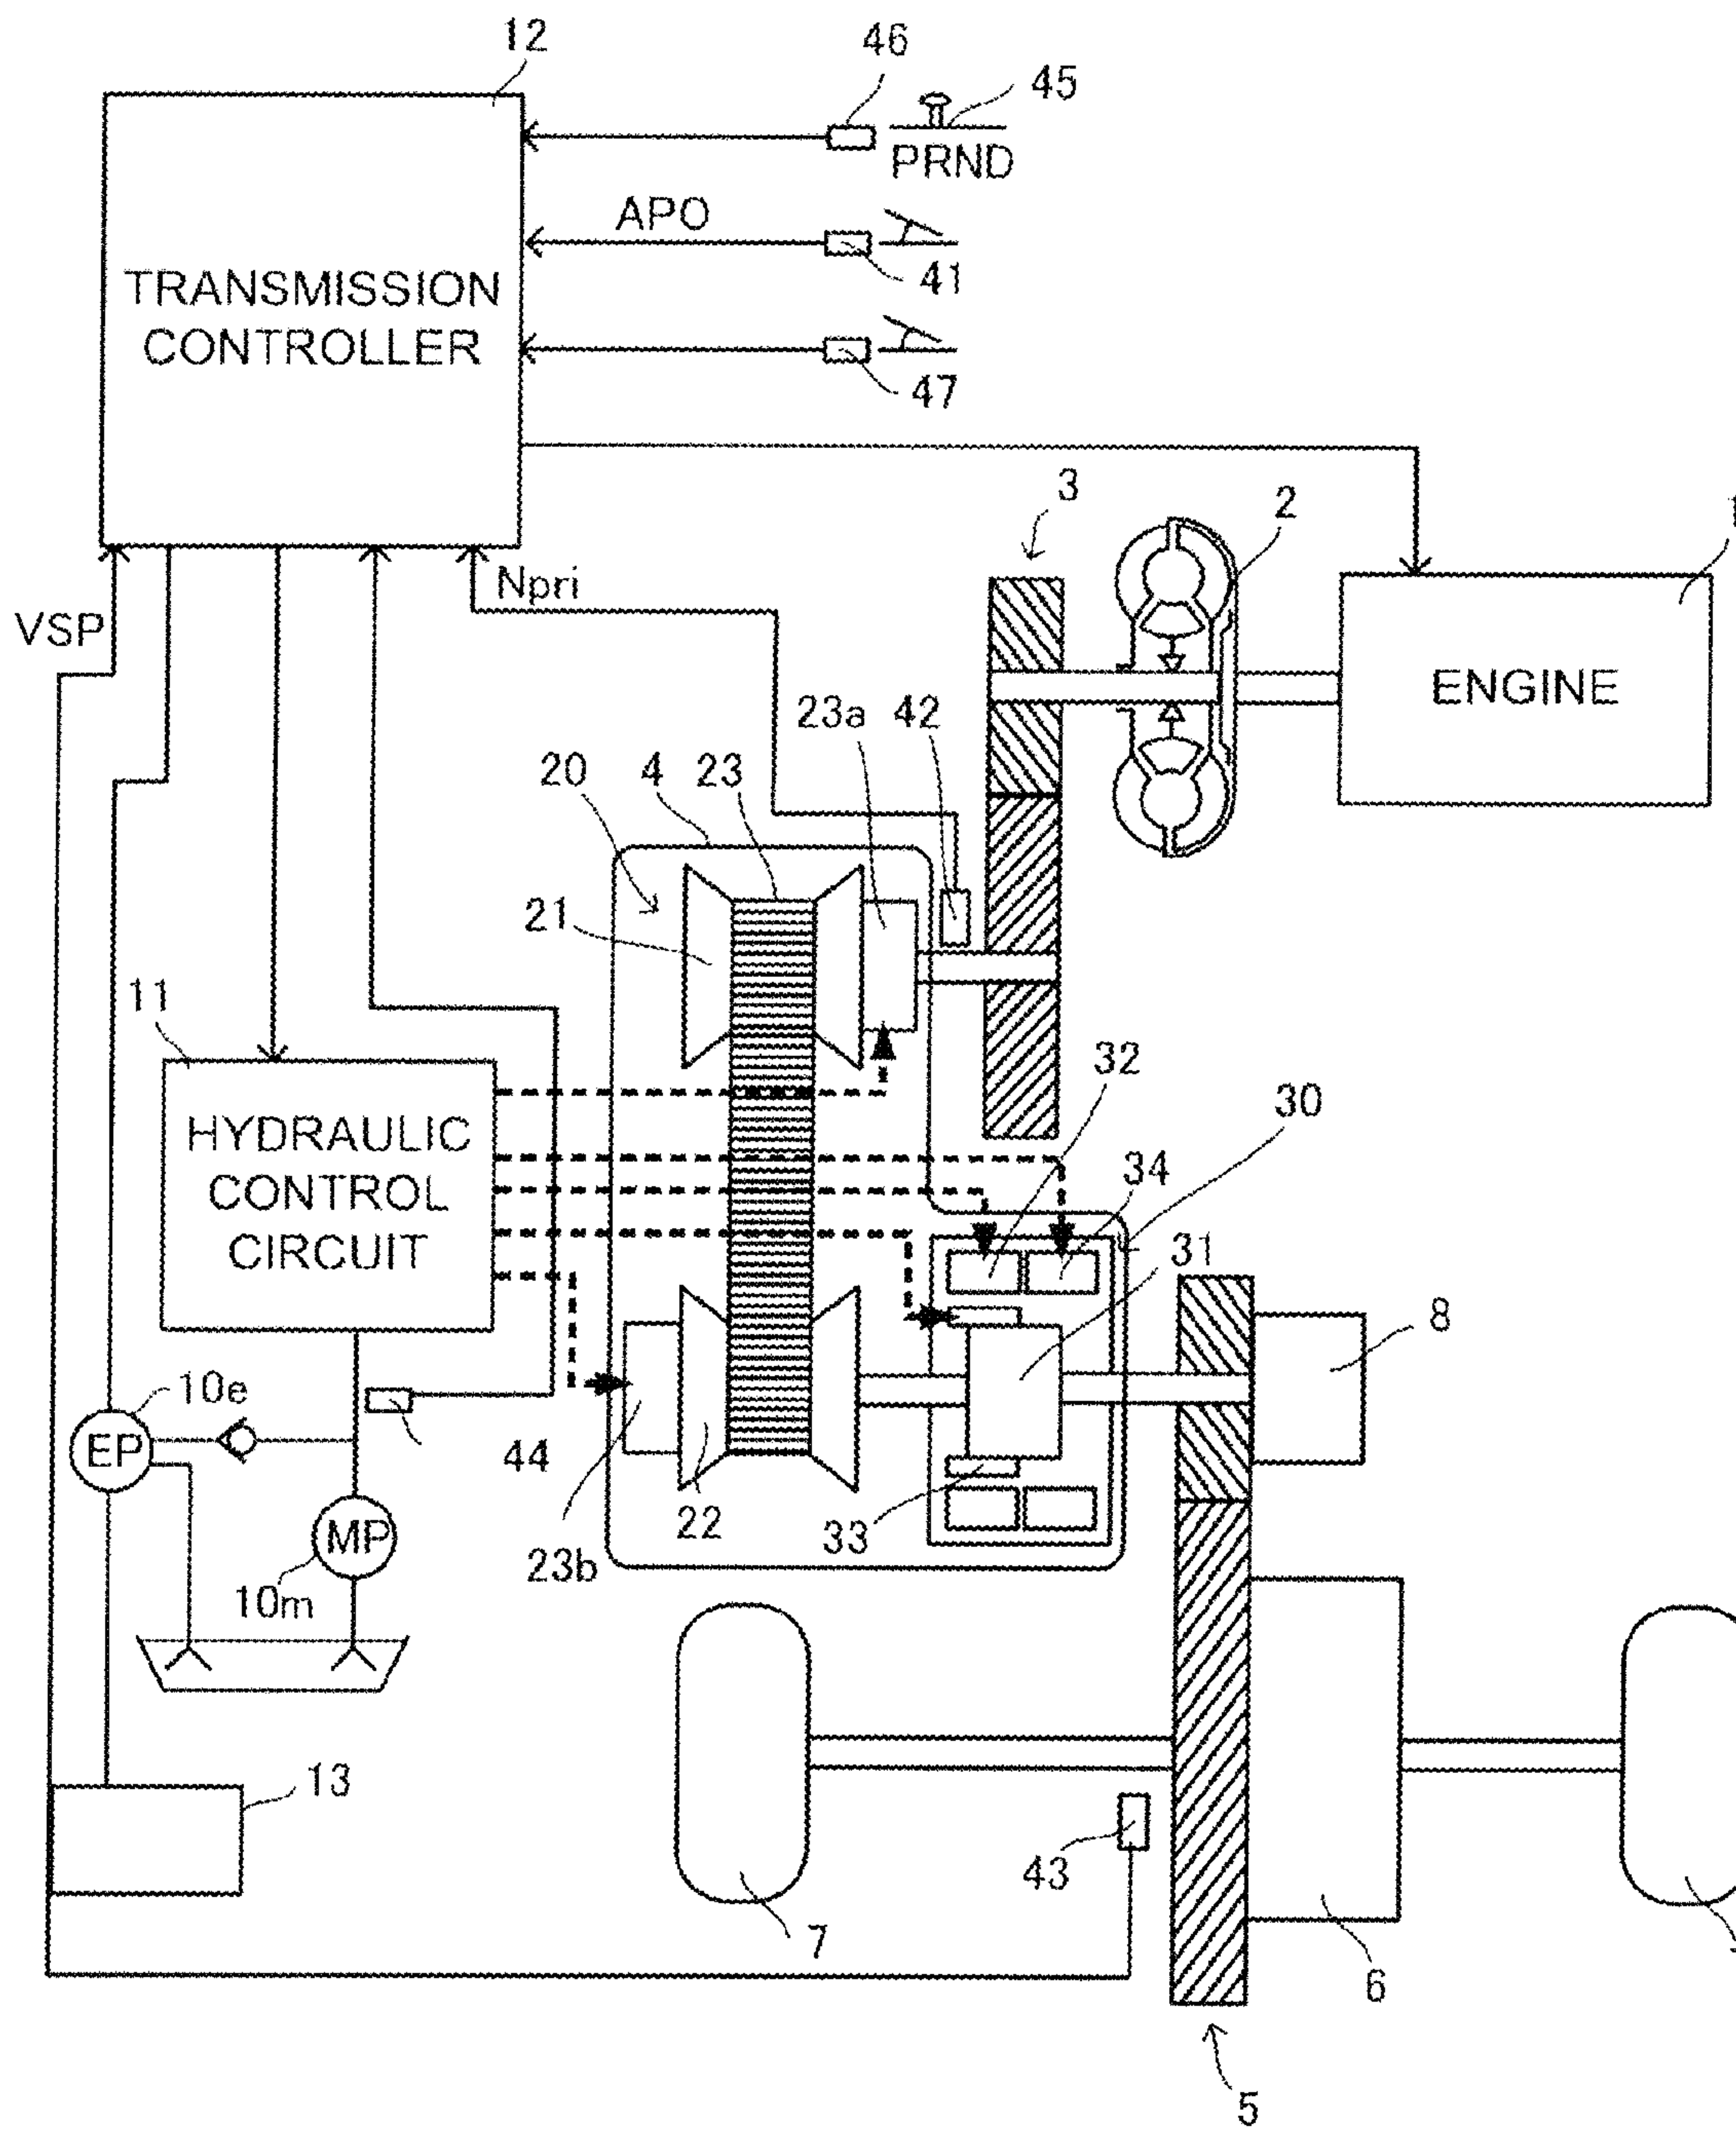 12
46
45
PRND
APO
41
TRANSMISSION
CONTROLLER
47
3
2
1
Npri
VSP
23a
42
20
4
23
ENGINE
21
11
32
30
HYDRAULIC
CONTROL
CIRCUIT
34
31
8
10e
EP
44
22
33
23b
MP
10m
13
43
7
6
5